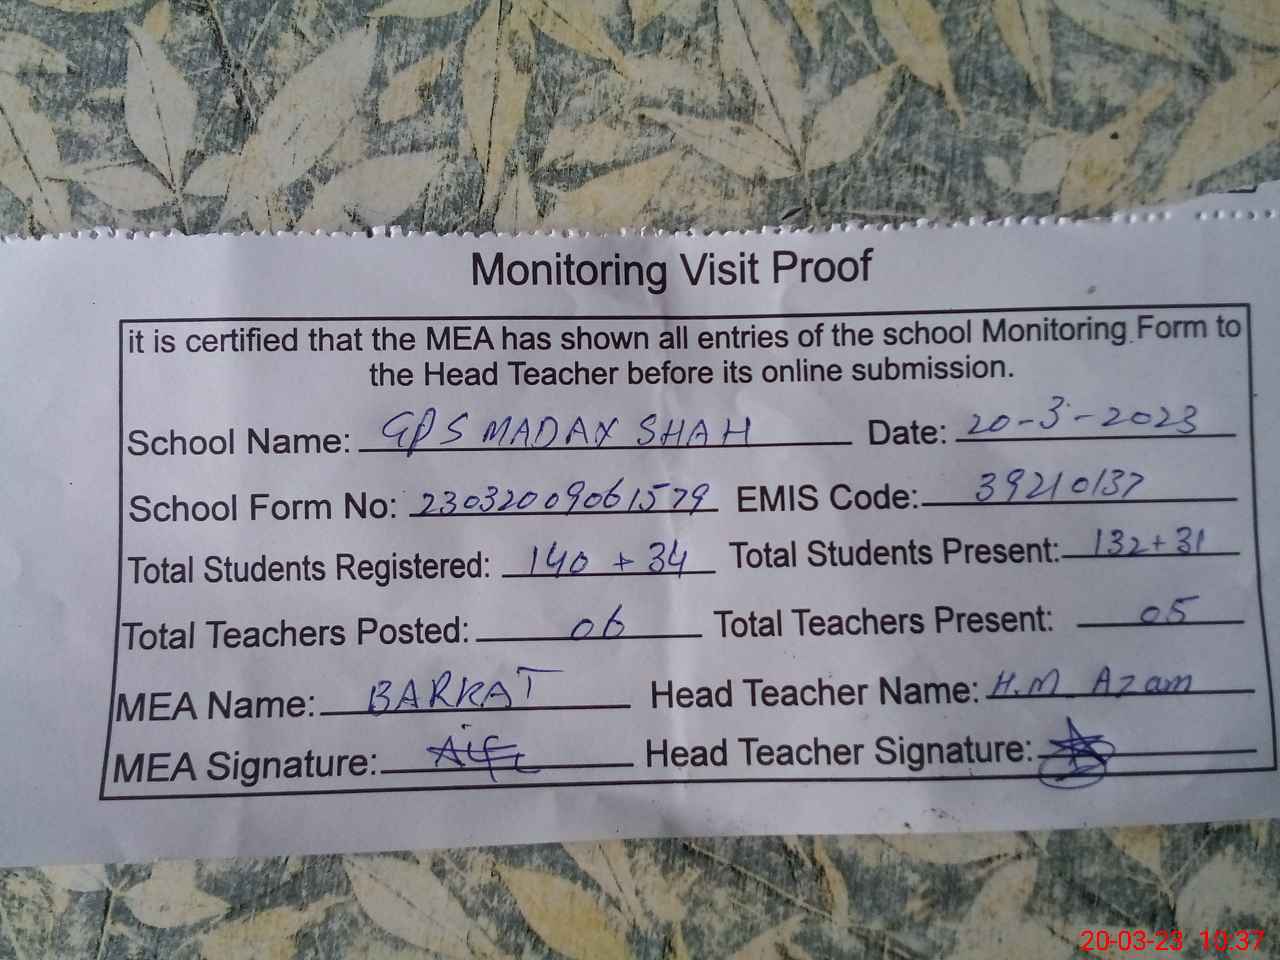 Monitoring Visit Proof
it is certified that the MEA has shown all entries of the school Monitoring Form to
the Head Teacher before its online submission.
School Name: GPS MADAX SHAH Date: 20-3-2023
School Form No: 23032009061579 EMIS Code: 39210137
Total Students Registered: 140 + 34 Total Students Present: 132+31
Total Teachers Posted: 06 Total Teachers Present: 05
MEA Name: BARKAT Head Teacher Name: H.M Azam
MEA Signature: Head Teacher Signature:
20-03-23 10:37